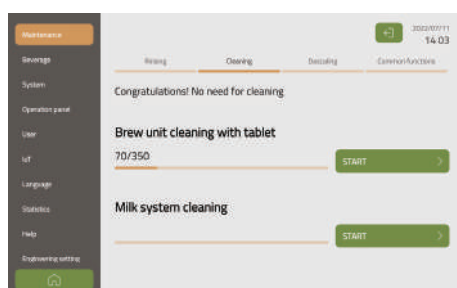 Maintenance
Beverage
System
Operation panel
User
IoT
Language
Statistics
Help
Engineering setting
2022/07/11
14:03
Rinsing
Cleaning
Descaling
Common functions
Congratulations! No need for cleaning
Brew unit cleaning with tablet
70/350
START
Milk system cleaning
START